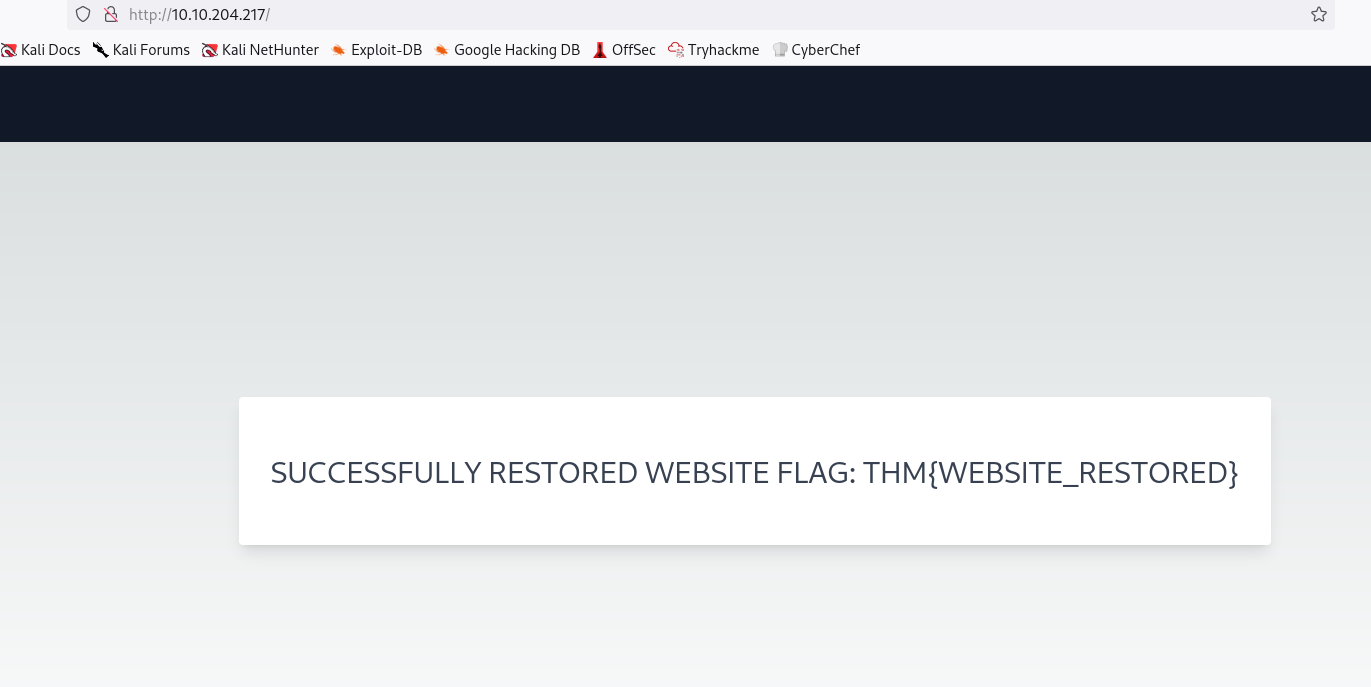 http://10.10.204.217/
Kali Docs Kali Forums Kali NetHunter Exploit-DB Google Hacking DB OffSec Tryhackme CyberChef
SUCCESSFULLY RESTORED WEBSITE FLAG: THM{WEBSITE_RESTORED}